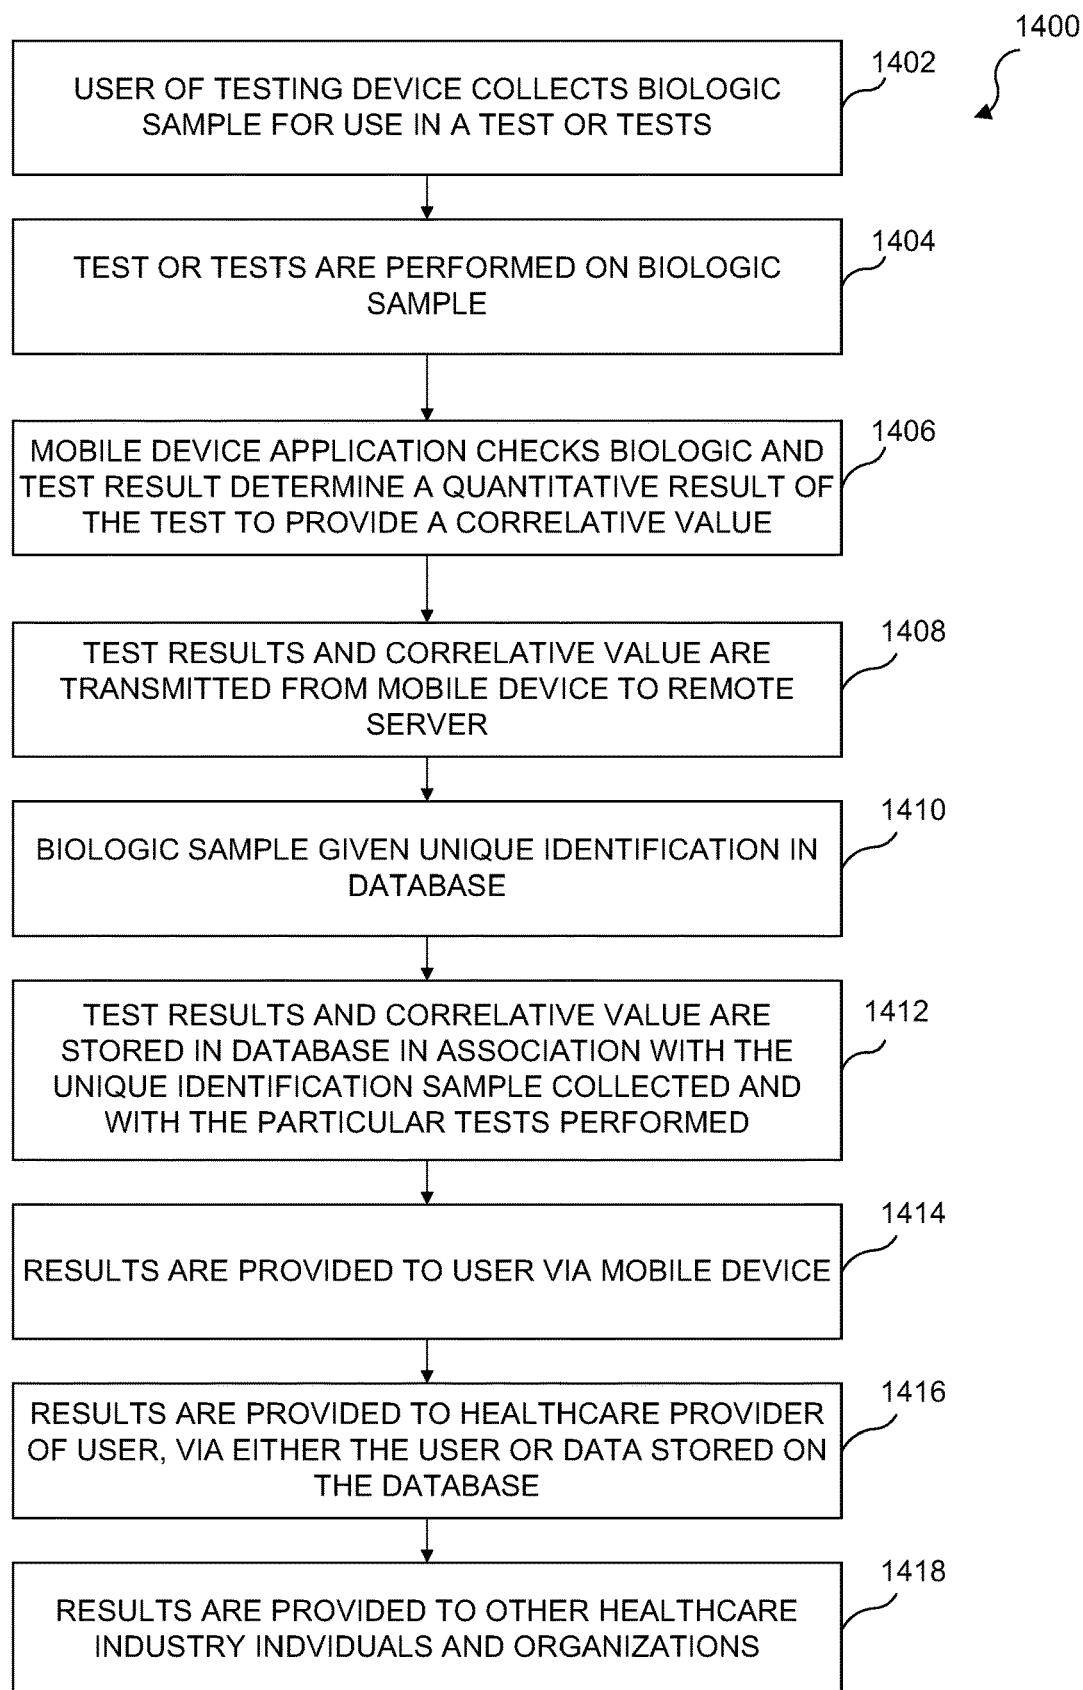 1400
1402
USER OF TESTING DEVICE COLLECTS BIOLOGIC
SAMPLE FOR USE IN A TEST OR TESTS
1404
TEST OR TESTS ARE PERFORMED ON BIOLOGIC
SAMPLE
1406
MOBILE DEVICE APPLICATION CHECKS BIOLOGIC AND
TEST RESULT DETERMINE A QUANTITATIVE RESULT OF
THE TEST TO PROVIDE A CORRELATIVE VALUE
1408
TEST RESULTS AND CORRELATIVE VALUE ARE
TRANSMITTED FROM MOBILE DEVICE TO REMOTE
SERVER
1410
BIOLOGIC SAMPLE GIVEN UNIQUE IDENTIFICATION IN
DATABASE
1412
TEST RESULTS AND CORRELATIVE VALUE ARE
STORED IN DATABASE IN ASSOCIATION WITH THE
UNIQUE IDENTIFICATION SAMPLE COLLECTED AND
WITH THE PARTICULAR TESTS PERFORMED
1414
RESULTS ARE PROVIDED TO USER VIA MOBILE DEVICE
1416
RESULTS ARE PROVIDED TO HEALTHCARE PROVIDER
OF USER, VIA EITHER THE USER OR DATA STORED ON
THE DATABASE
1418
RESULTS ARE PROVIDED TO OTHER HEALTHCARE
INDUSTRY INDVIDUALS AND ORGANIZATIONS